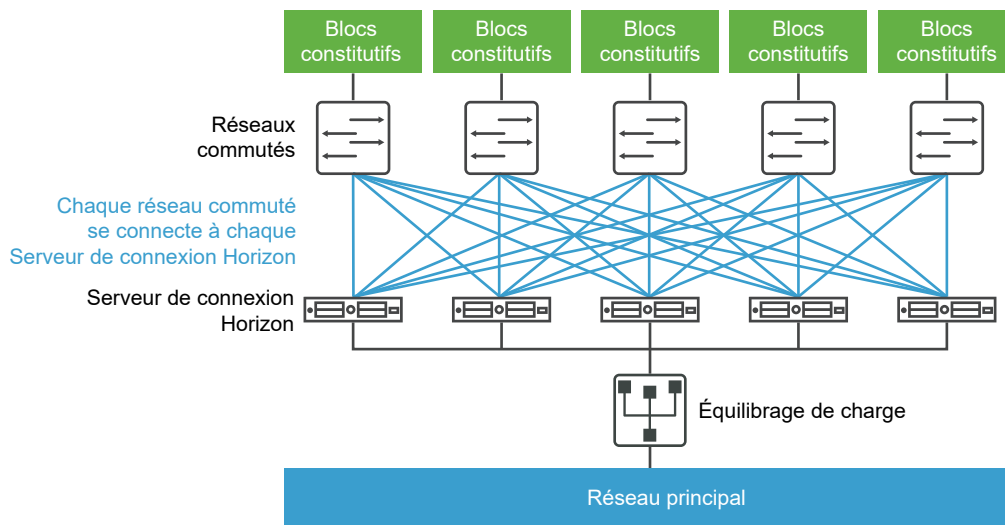 Blocs
constitutifs
Blocs
constitutifs
Blocs
constitutifs
Blocs
constitutifs
Blocs
constitutifs
Réseaux
commutés
Chaque réseau commuté
se connecte à chaque
Serveur de connexion Horizon
Serveur de connexion
Horizon
Équilibrage de charge
Réseau principal